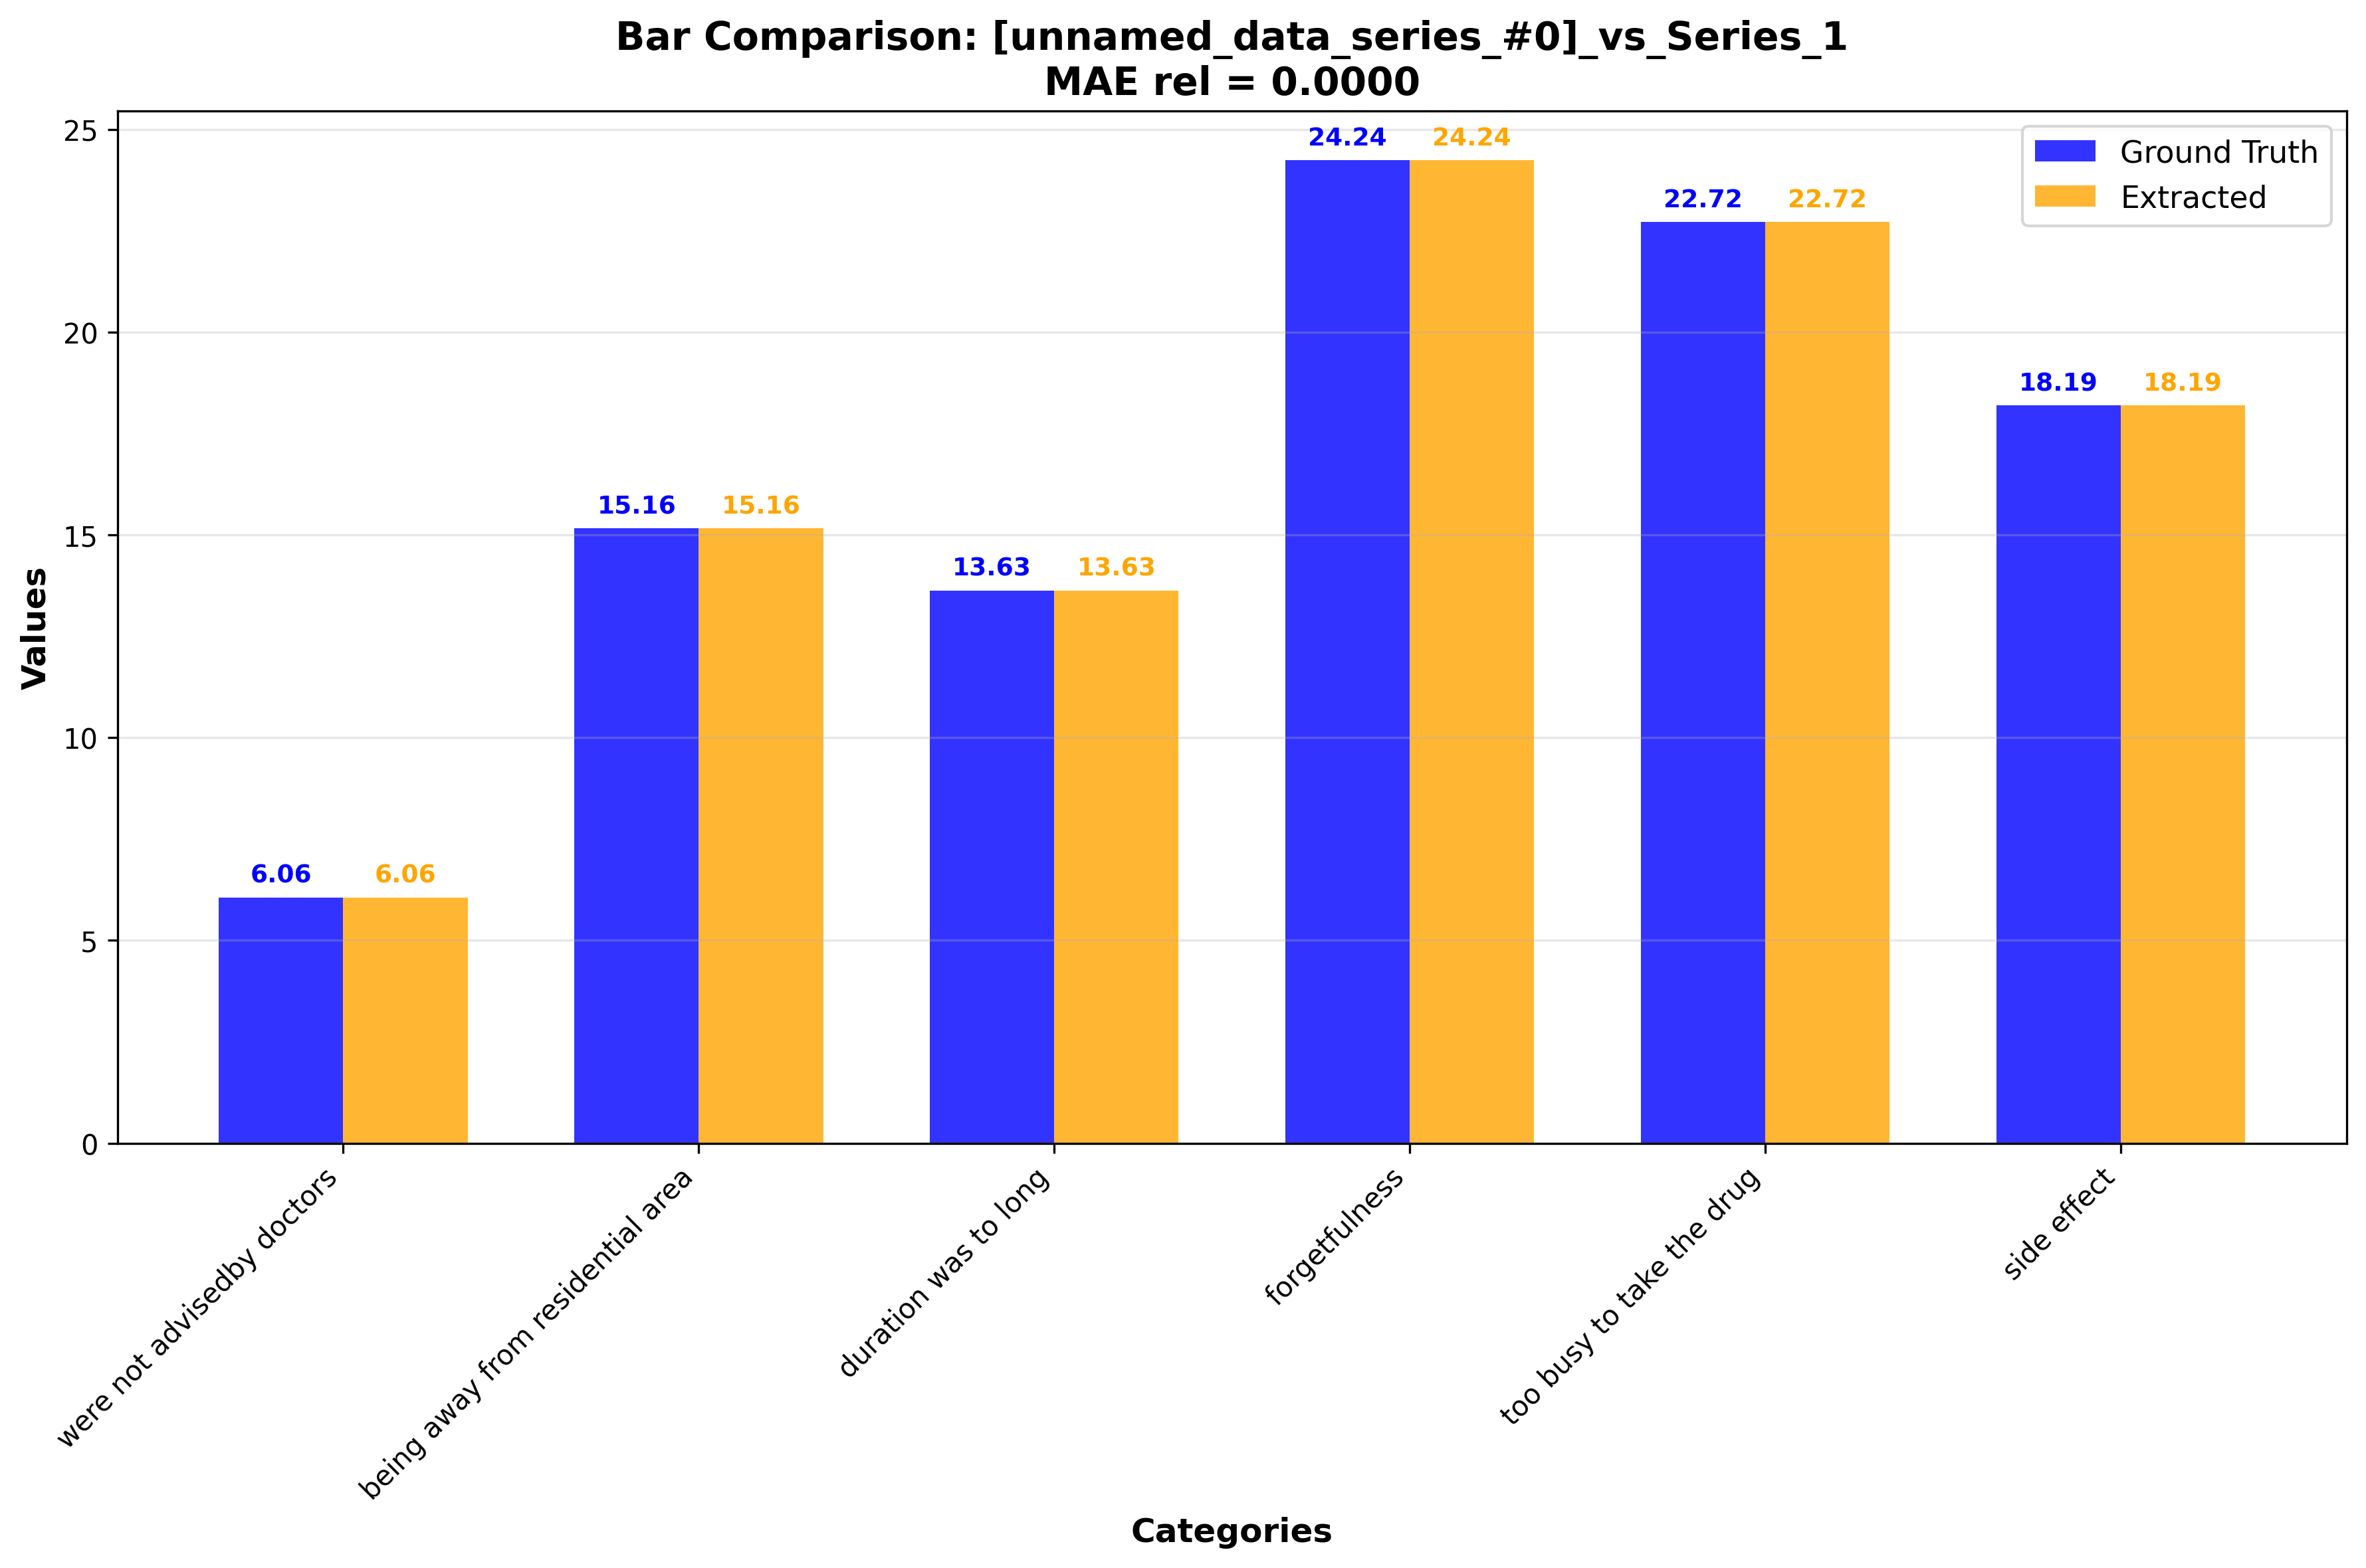 Bar Comparison: [unnamed_data_series_#0]_vs_Series_1
MAE rel = 0.0000
Ground Truth
Extracted
Values
25
20
15
10
5
0
6.06
6.06
15.16
15.16
13.63
13.63
24.24
24.24
22.72
22.72
18.19
18.19
were not advisedby doctors
being away from residential area
duration was to long
forgetfulness
too busy to take the drug
side effect
Categories